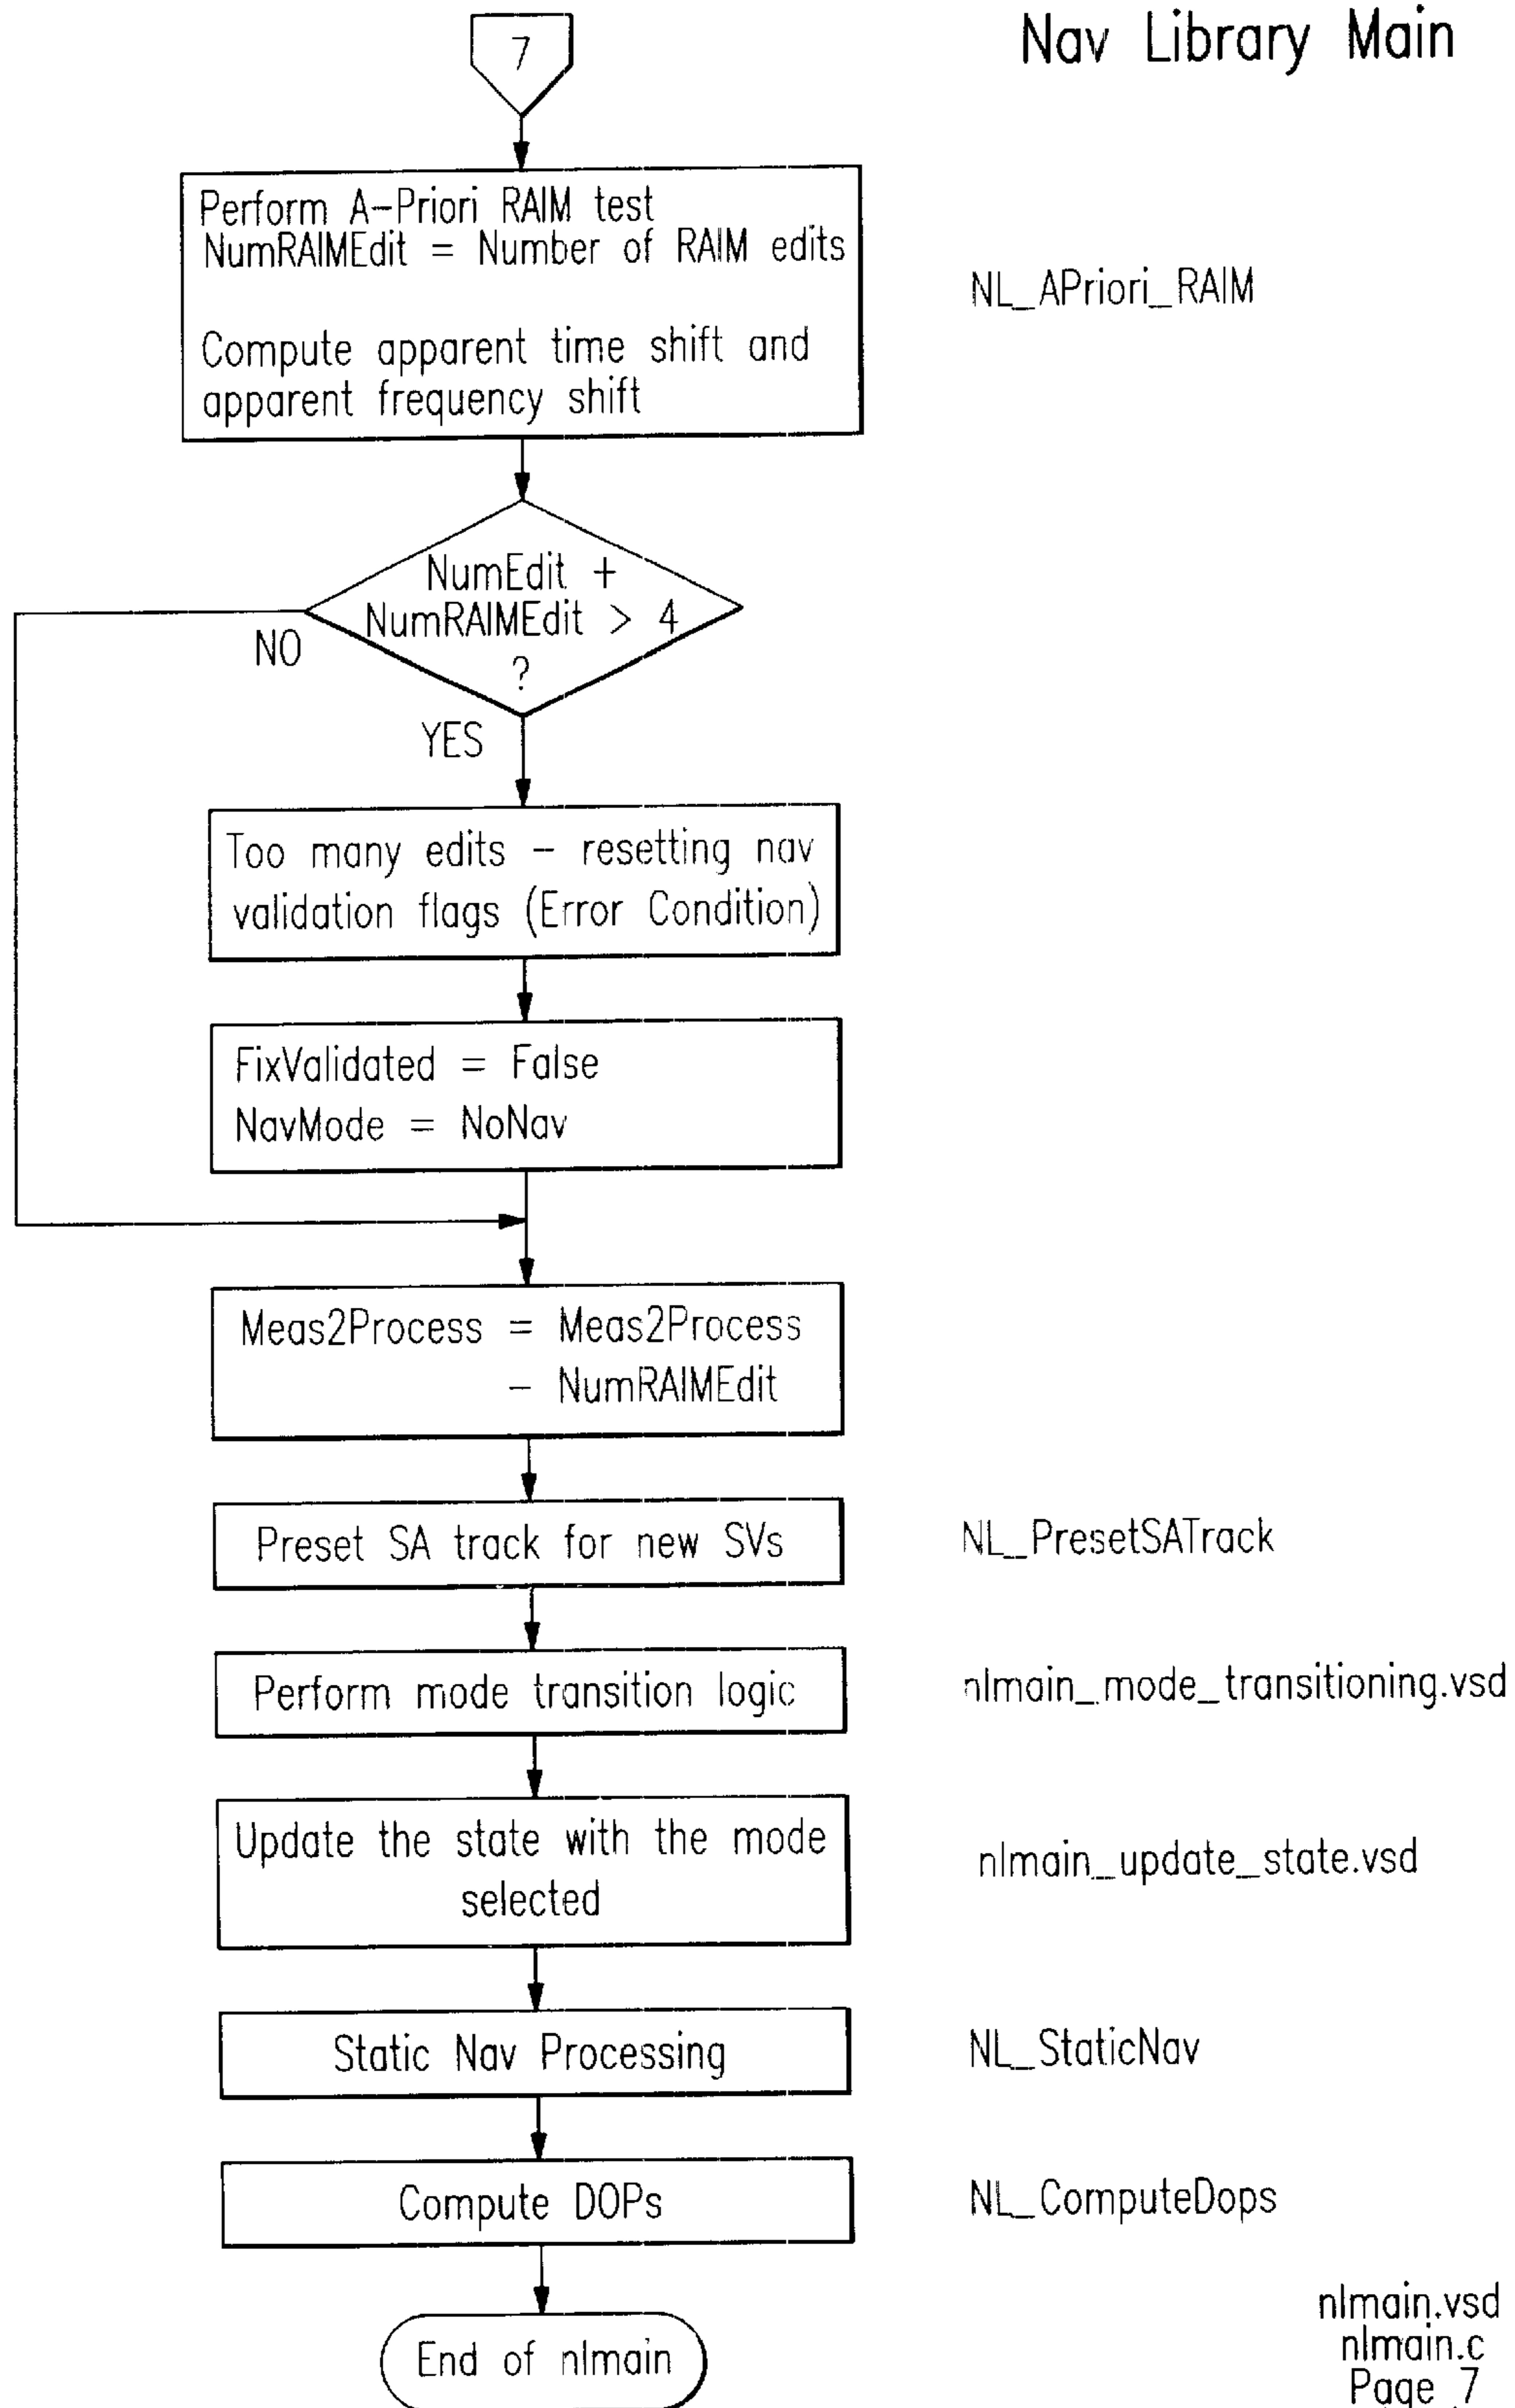 Nav Library Main
7
Perform A-Priori RAIM test
NumRAIMEdit = Number of RAIM edits
Compute apparent time shift and
apparent frequency shift
NL_APriori_RAIM
NumEdit +
NumRAIMEdit > 4
?
NO
YES
Too many edits - resetting nav
validation flags (Error Condition)
FixValidated = False
NavMode = NoNav
Meas2Process = Meas2Process
- NumRAIMEdit
Preset SA track for new SVs
NL_PresetSATrack
Perform mode transition logic
nlmain_mode_transitioning.vsd
Update the state with the mode
selected
nlmain_update_state.vsd
Static Nav Processing
NL_StaticNav
Compute DOPs
NL_ComputeDops
End of nlmain
nlmain.vsd
nlmain.c
Page 7